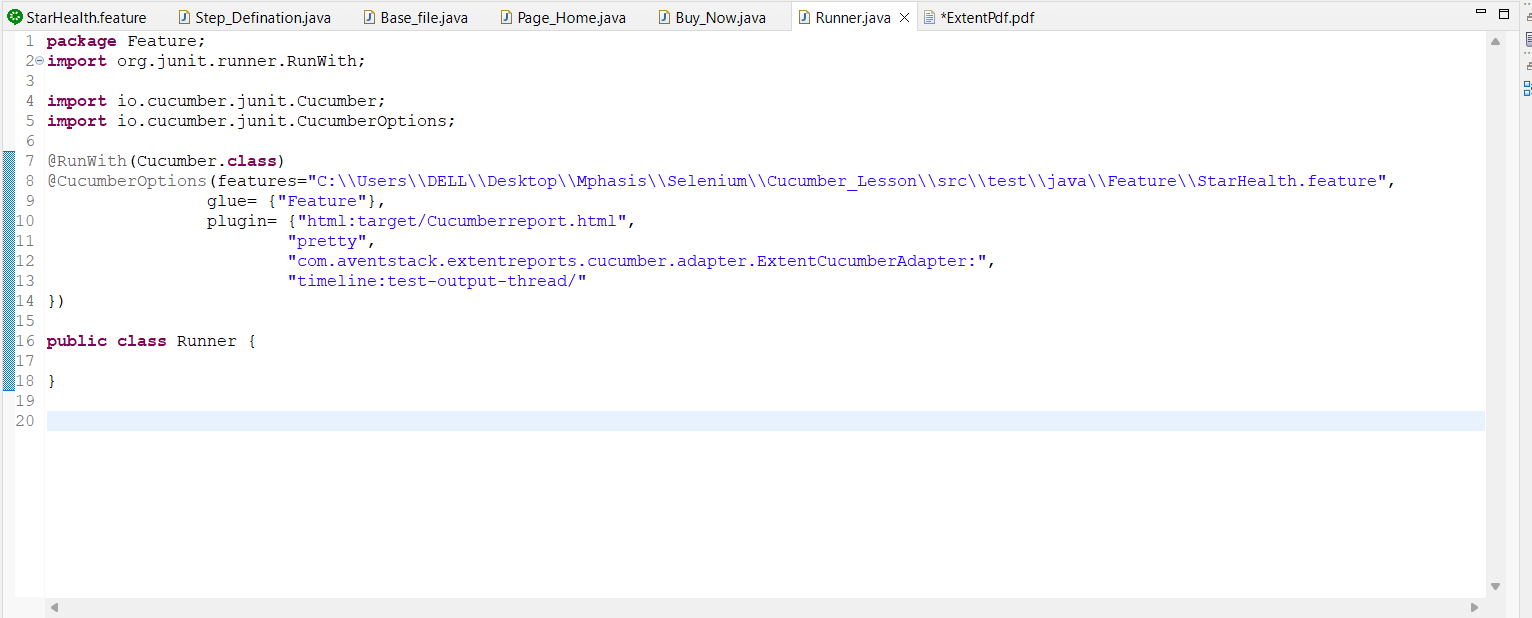 StarHealth.feature Step_Defination.java Base_file.java Page_Home.java Buy_Now.java Runner.java *ExtentPdf.pdf
1 package Feature;
2 import org.junit.runner.RunWith;
3
4 import io.cucumber.junit.Cucumber;
5 import io.cucumber.junit.CucumberOptions;
6
7 @RunWith(Cucumber.class)
8 @CucumberOptions(features="C:\\Users\\DELL\\Desktop\\Mphasis\\Selenium\\Cucumber_Lesson\\src\\test\\java\\Feature\\StarHealth.feature",
9 glue= {"Feature"},
10 plugin= {"html:target/Cucumberreport.html",
11 "pretty",
12 "com.aventstack.extentreports.cucumber.adapter.ExtentCucumberAdapter:",
13 "timeline:test-output-thread/"
14 })
15
16 public class Runner {
17
18 }
19
20